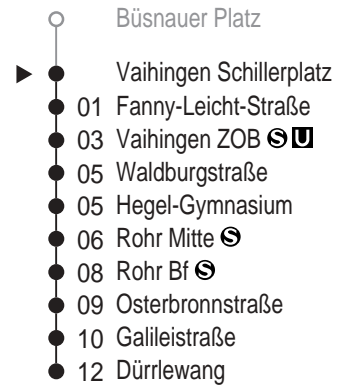 Büsnauer Platz
Vaihingen Schillerplatz
01 Fanny-Leicht-Straße
03 Vaihingen ZOB S U
05 Waldburgstraße
05 Hegel-Gymnasium
06 Rohr Mitte S
08 Rohr Bf S
09 Osterbronnstraße
10 Galileistraße
12 Dürrlewang